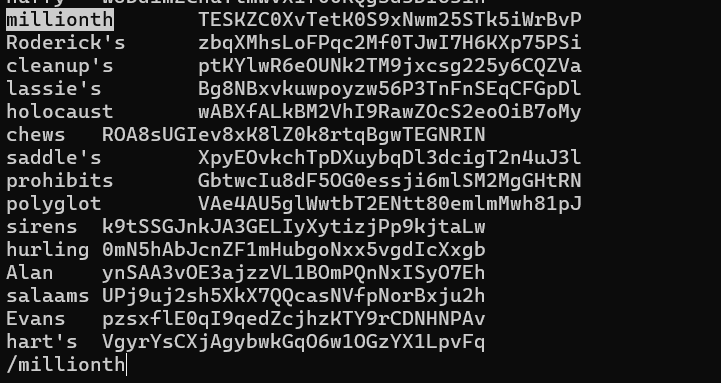 millionth	TESKZC0XvTetK0S9xNwm25STk5iWrBvP
Roderick's	zbqXMhsLoFPqc2Mf0TJwI7H6KXp75PSi
cleanup's	ptKYlwR6eOUNk2TM9jxcsg225y6CQZVa
lassie's	Bg8NBxvkuwpoyzw56P3TnFnSEqCFGpDl
holocaust	wABXfALkBM2VhI9RawZOcS2eoOiB7oMy
chews	ROA8sUGIev8xK8lZ0k8rtqBgwTEGNRIN
saddle's	XpyEOvkchTpDXuybqDl3dcigT2n4uJ3l
prohibits	GbtwcIu8dF5OG0essji6mlSM2MgGHtRN
polyglot	VAe4AU5glWwtbT2ENtt80emlmMwh81pJ
sirens	k9tSSGJnkJA3GELIyXytizjPp9kjtaLw
hurling	0mN5hAbJcnZF1mHubgoNxx5vgdIcXxgb
Alan	ynSAA3vOE3ajzzVL1BOmPQnNxISyO7Eh
salaams	UPj9uj2sh5XkX7QQcasNVfpNorBxju2h
Evans	pzsxflE0qI9qedZcjhzKTY9rCDNHNPAv
hart's	VgyrYsCXjAgybwkGqO6w1OGzYX1LpvFq
/millionth